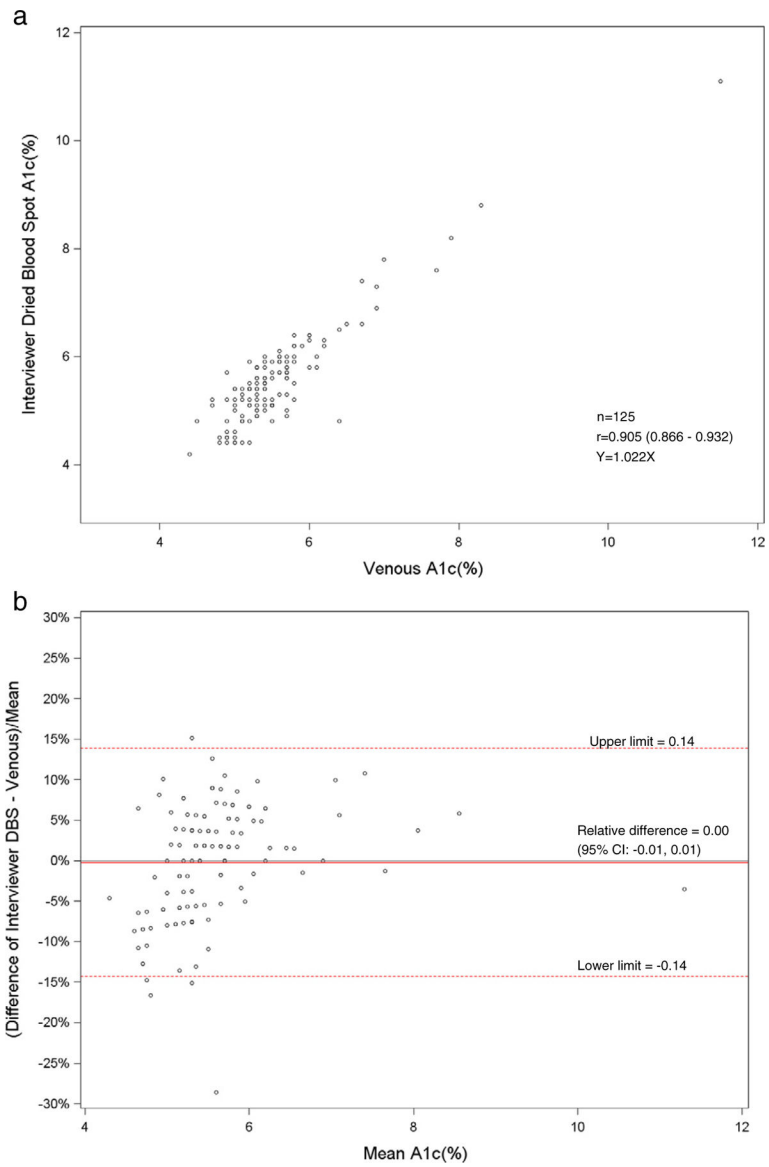 a
12
10
8
6
4
Interviewer Dried Blood Spot A1c(%)
n=125
r=0.905 (0.866 - 0.932)
Y=1.022X
4 6 8 10 12
Venous A1c(%)
b
30%
25%
20%
15%
10%
5%
0%
-5%
-10%
-15%
-20%
-25%
-30%
(Difference of Interviewer DBS - Venous)/Mean
Upper limit = 0.14
Relative difference = 0.00
(95% CI: -0.01, 0.01)
Lower limit = -0.14
4 6 8 10 12
Mean A1c(%)